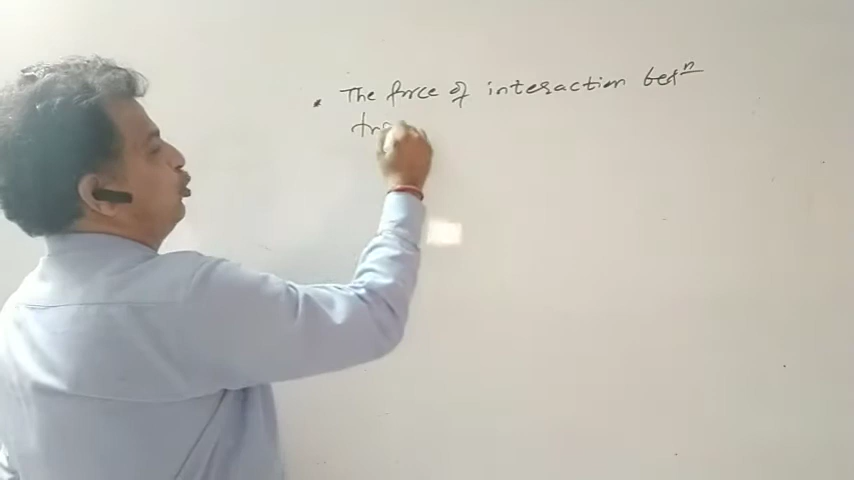 • The force of interaction betⁿ